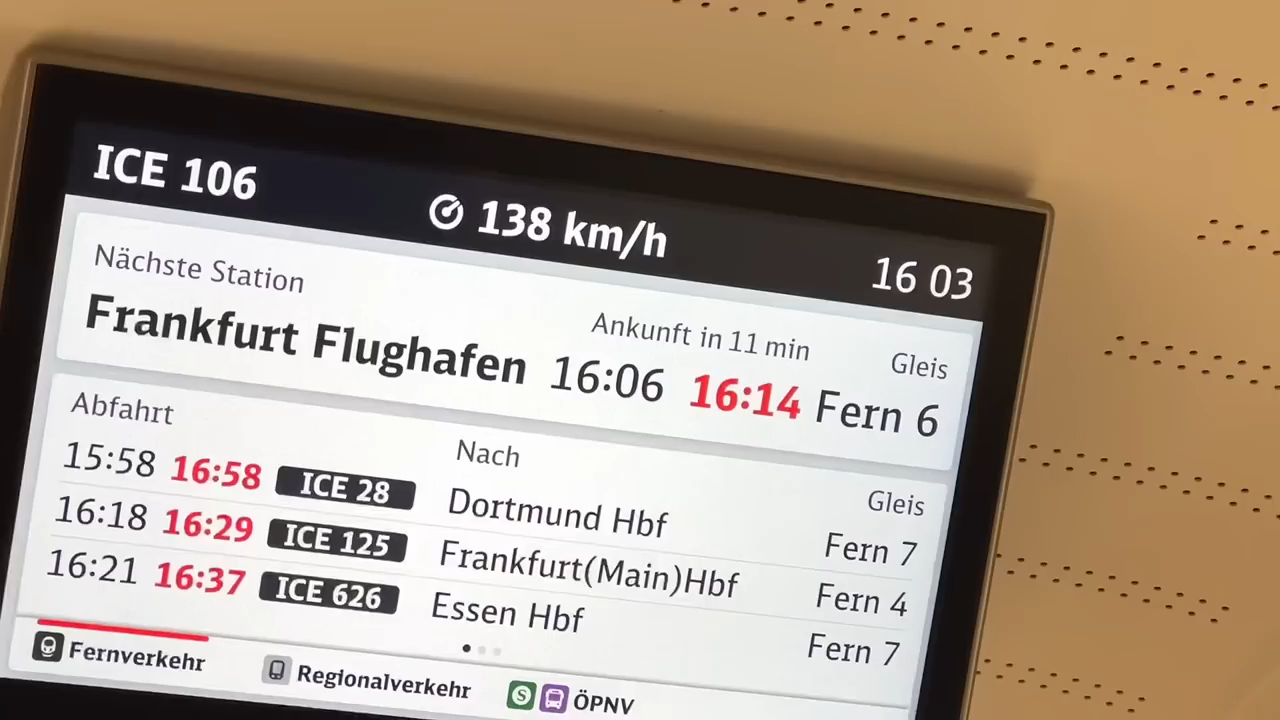 ICE 106 138 km/h 16 03
Nächste Station Ankunft in 11 min Gleis
Frankfurt Flughafen 16:06 16:14 Fern 6
Abfahrt Nach Gleis
15:58 16:58 ICE 28 Dortmund Hbf Fern 7
16:18 16:29 ICE 125 Frankfurt(Main)Hbf Fern 4
16:21 16:37 ICE 626 Essen Hbf Fern 7
Fernverkehr Regionalverkehr S ÖPNV